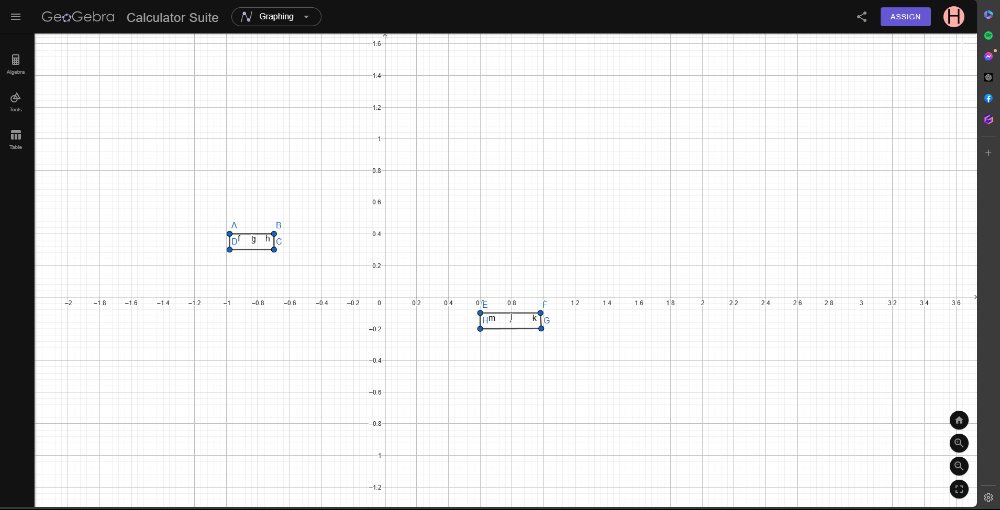 GeoGebra Calculator Suite Graphing ASSIGN H
Algebra
Tools
Table
1.6
1.4
1.2
1
0.8
0.6
0.4
0.2
A B
D f i g h C
–2 –1.8 –1.6 –1.4 –1.2 –1 –0.8 –0.6 –0.4 –0.2 0 0.2 0.4 0.8 1.2 1.4 1.6 1.8 2 2.2 2.4 2.6 2.8 3 3.2 3.4 3.6
E F
H m j k G
–0.2
–0.4
–0.6
–0.8
–1
–1.2